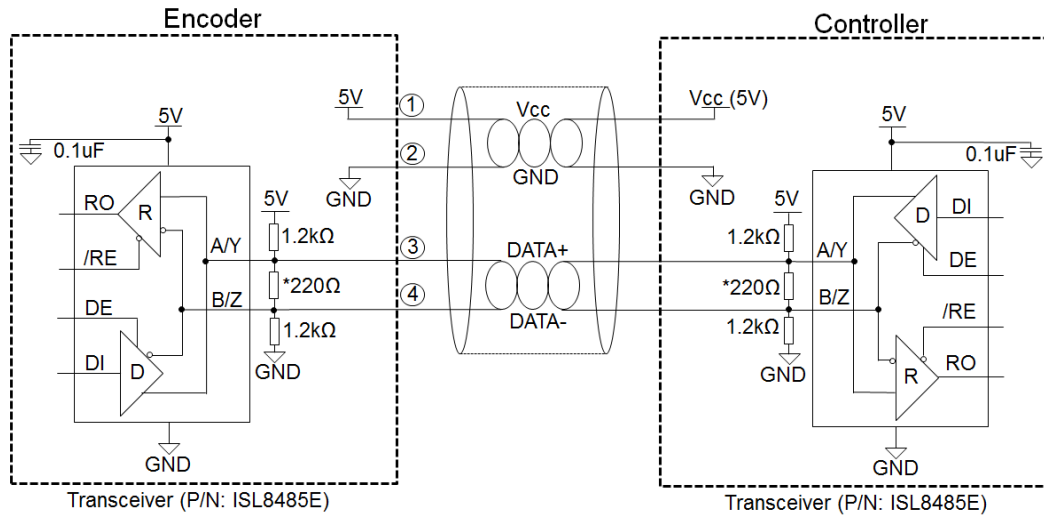 Encoder
Controller
5V
①
Vcc
Vcc (5V)
5V
0.1uF
②
GND
GND
GND
5V
0.1uF
RO
R
5V
1.2kΩ
5V
1.2kΩ
D
DI
/RE
A/Y
③
DATA+
A/Y
DE
*220Ω
*220Ω
DE
B/Z
④
DATA-
B/Z
/RE
1.2kΩ
1.2kΩ
DI
D
GND
GND
R
RO
GND
GND
Transceiver (P/N: ISL8485E)
Transceiver (P/N: ISL8485E)